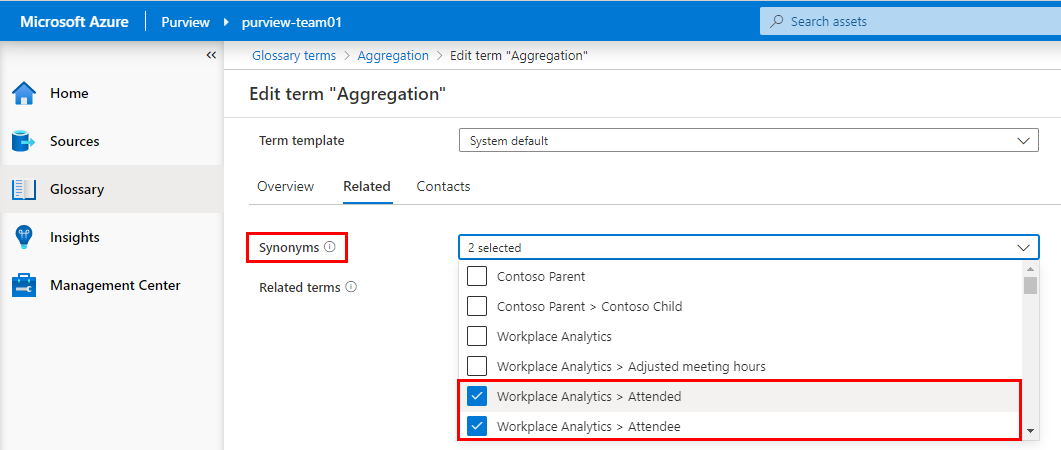 Microsoft Azure Purview purview-team01 Search assets
Glossary terms Aggregation Edit term "Aggregation"
Home
Sources
Glossary
Insights
Management Center
Edit term "Aggregation"
Term template System default
Overview Related Contacts
Synonyms 2 selected
Related terms
Contoso Parent
Contoso Parent > Contoso Child
Workplace Analytics
Workplace Analytics > Adjusted meeting hours
Workplace Analytics > Attended
Workplace Analytics > Attendee